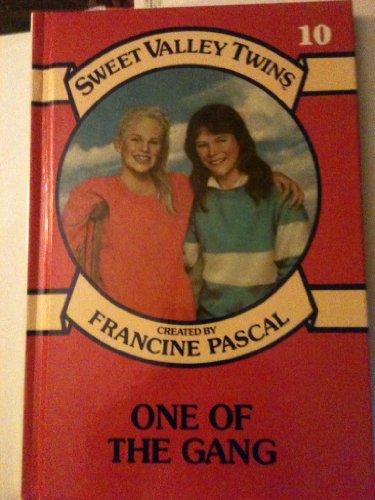 10
SWEET VALLEY TWINS
CREATED BY
FRANCINE PASCAL
ONE OF
THE GANG